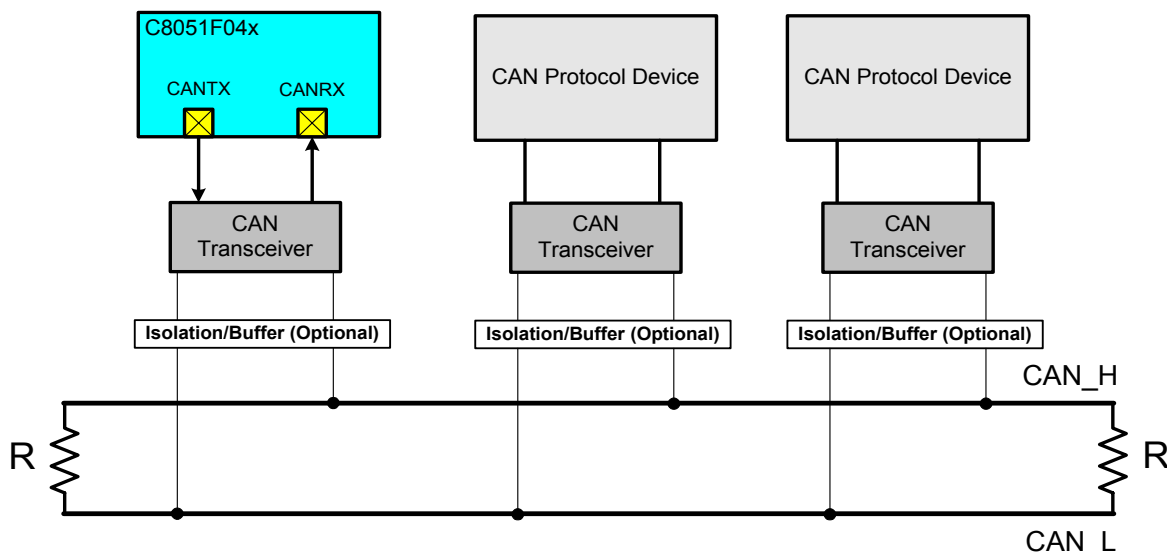 C8051F04x
CANTX
CANRX
CAN Protocol Device
CAN Protocol Device
CAN
Transceiver
CAN
Transceiver
CAN
Transceiver
Isolation/Buffer (Optional)
Isolation/Buffer (Optional)
Isolation/Buffer (Optional)
CAN_H
R
R
CAN_L